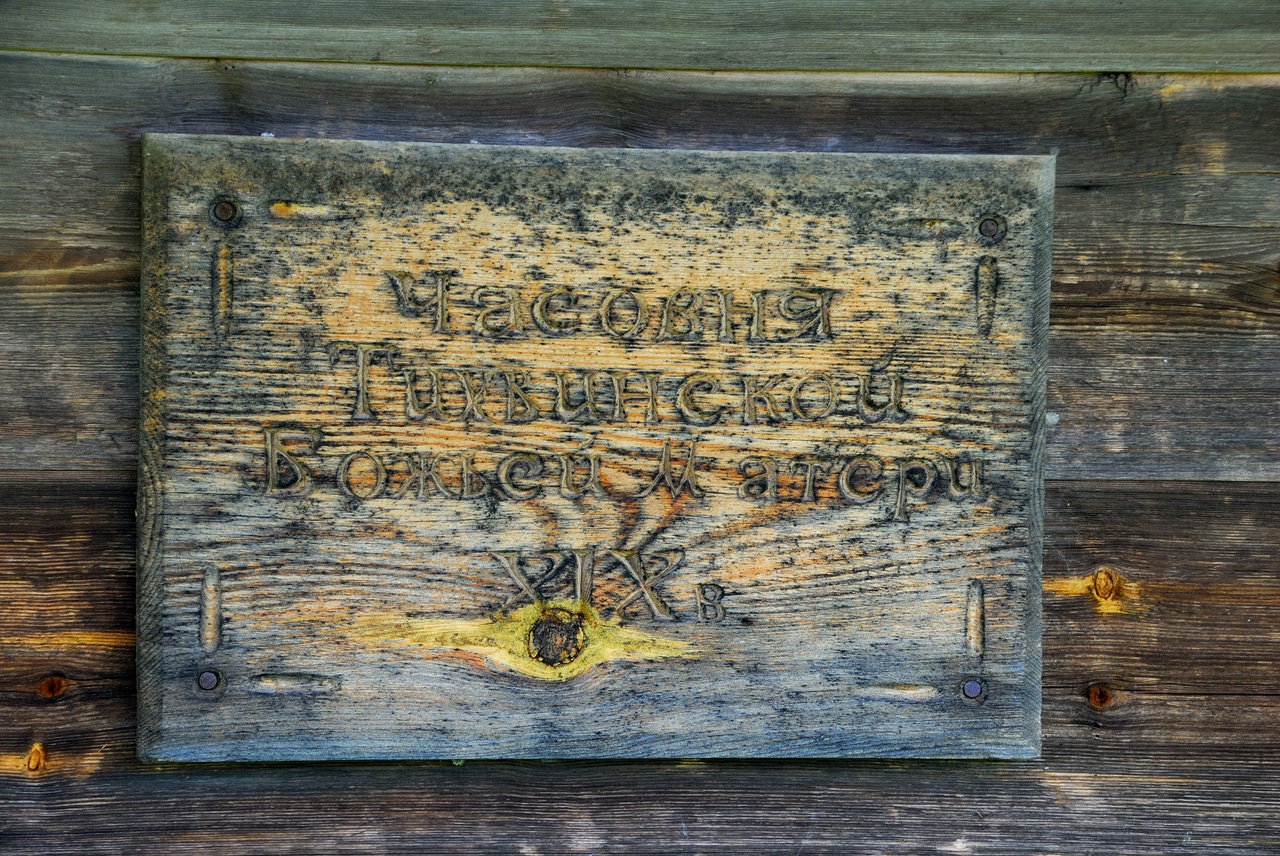 Часовня
Тихвинской
Божьей Матери
XIX в.